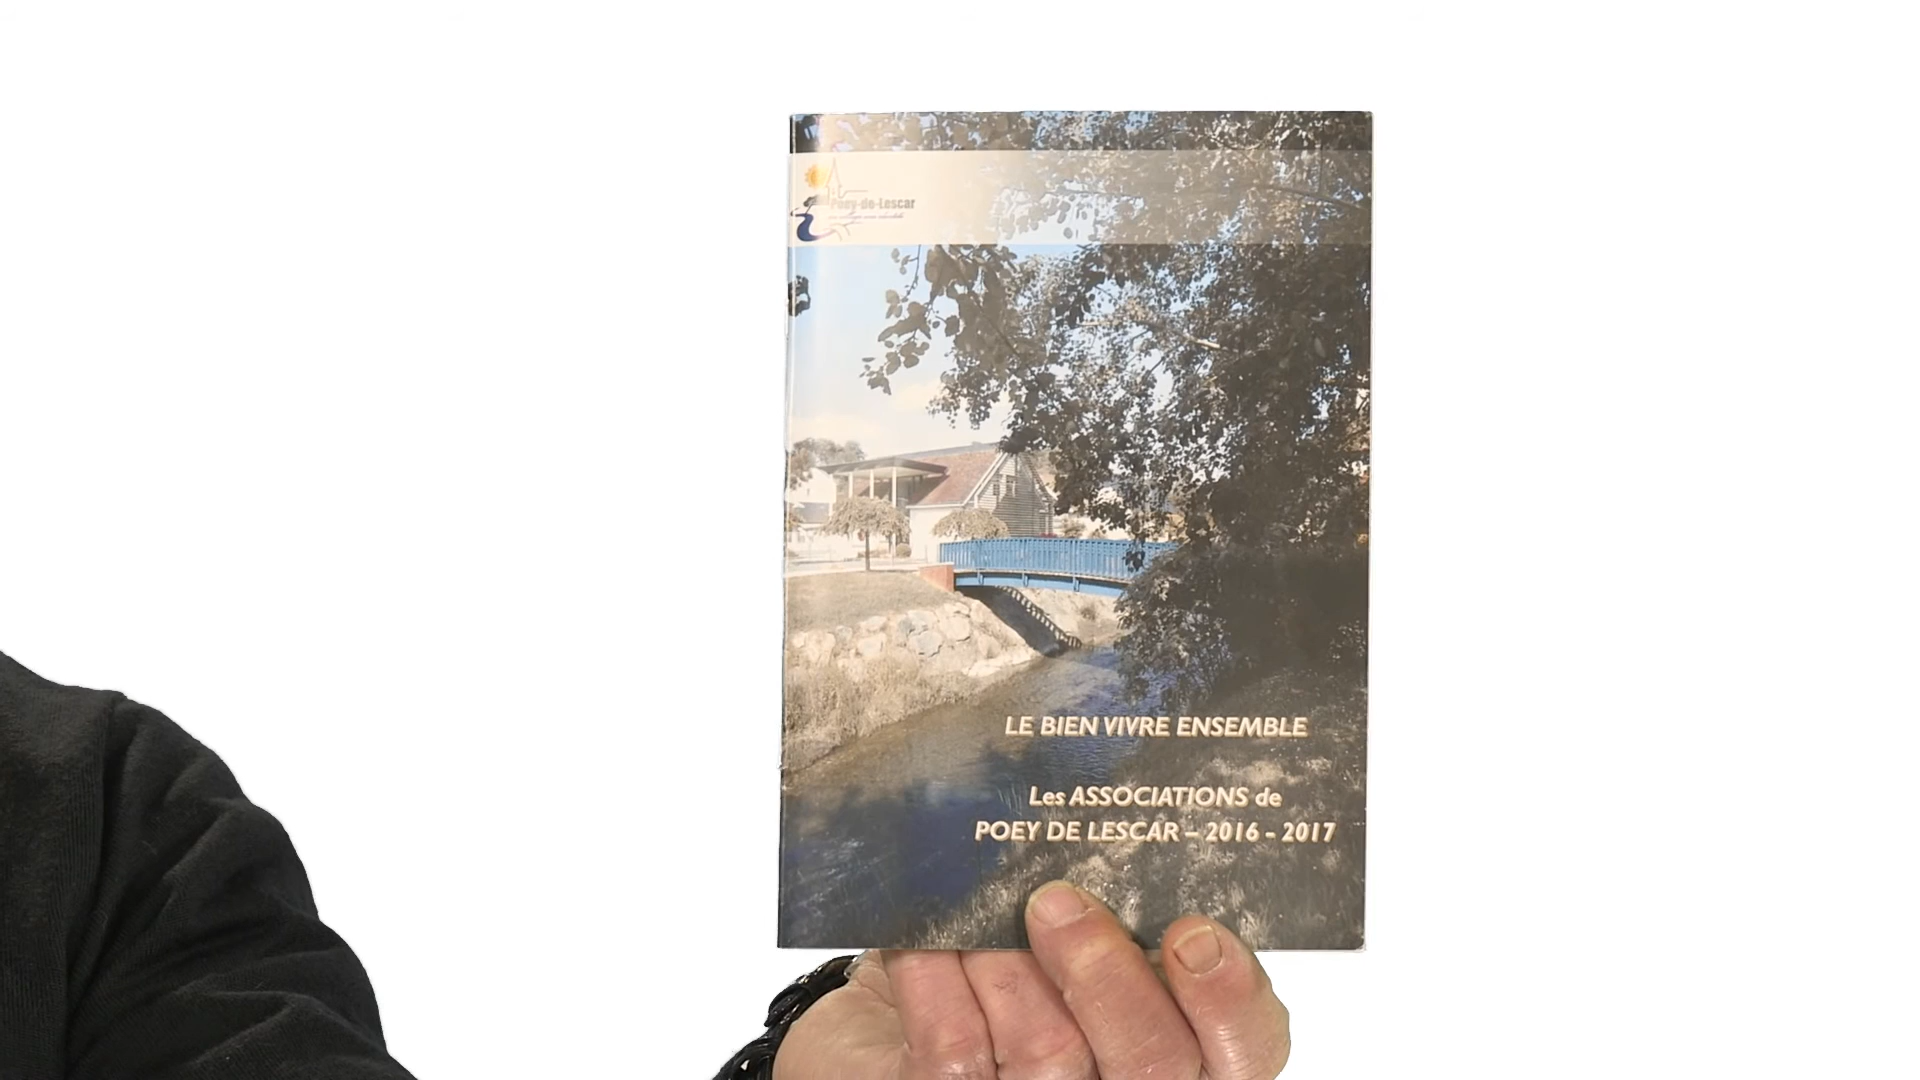 Poey-de-Lescar
LE BIEN VIVRE ENSEMBLE
Les ASSOCIATIONS de
POEY DE LESCAR – 2016 - 2017